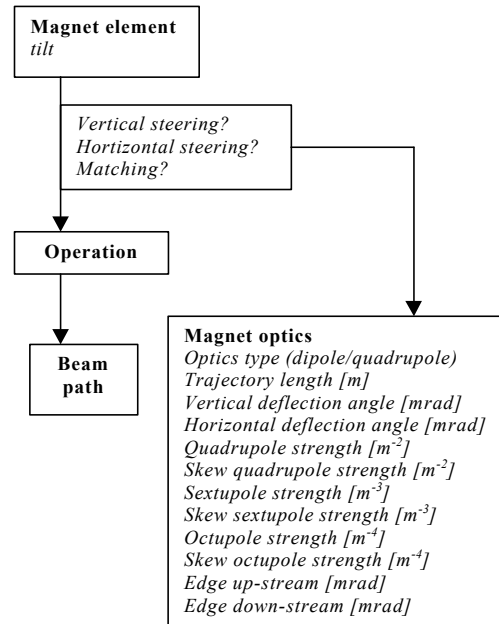 Magnet element
tilt
Vertical steering?
Hortizontal steering?
Matching?
Operation
Beam
path
Magnet optics
Optics type (dipole/quadrupole)
Trajectory length [m]
Vertical deflection angle [mrad]
Horizontal deflection angle [mrad]
Quadrupole strength [m⁻²]
Skew quadrupole strength [m⁻²]
Sextupole strength [m⁻³]
Skew sextupole strength [m⁻³]
Octupole strength [m⁻⁴]
Skew octupole strength [m⁻⁴]
Edge up-stream [mrad]
Edge down-stream [mrad]